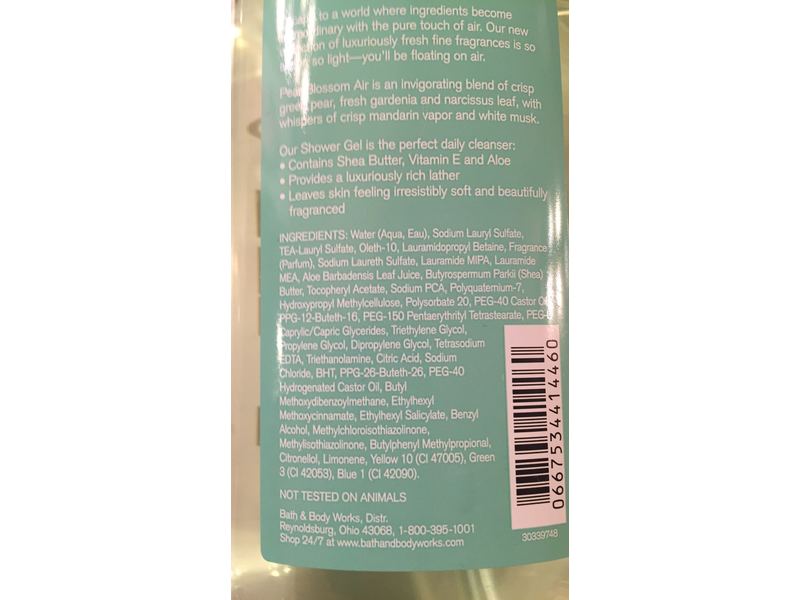 to a world where ingredients become
with the pure touch of air. Our new
of luxuriously fresh fine fragrances is so
so light—you'll be floating on air.
Pear Blossom Air is an invigorating blend of crisp
green pear, fresh gardenia and narcissus leaf, with
whispers of crisp mandarin vapor and white musk.
Our Shower Gel is the perfect daily cleanser:
• Contains Shea Butter, Vitamin E and Aloe
• Provides a luxuriously rich lather
• Leaves skin feeling irresistibly soft and beautifully
fragranced
INGREDIENTS: Water (Aqua, Eau), Sodium Lauryl Sulfate,
TEA-Lauryl Sulfate, Oleth-10, Lauramidopropyl Betaine, Fragrance
(Parfum), Sodium Laureth Sulfate, Lauramide MIPA, Lauramide
MEA, Aloe Barbadensis Leaf Juice, Butyrospermum Parkii (Shea)
Butter, Tocopheryl Acetate, Sodium PCA, Polyquaternium-7,
Hydroxypropyl Methylcellulose, Polysorbate 20, PEG-40 Castor
PPG-12-Buteth-16, PEG-150 Pentaerythrityl Tetrastearate,
Caprylic/Capric Glycerides, Triethylene Glycol,
Propylene Glycol, Dipropylene Glycol, Tetrasodium
EDTA, Triethanolamine, Citric Acid, Sodium
Chloride, BHT, PPG-26-Buteth-26, PEG-40
Hydrogenated Castor Oil, Butyl
Methoxydibenzoylmethane, Ethylhexyl
Methoxycinnamate, Ethylhexyl Salicylate, Benzyl
Alcohol, Methylchloroisothiazolinone,
Methylisothiazolinone, Butylphenyl Methylpropional,
Citronellol, Limonene, Yellow 10 (CI 47005), Green
3 (CI 42053), Blue 1 (CI 42090).
NOT TESTED ON ANIMALS
Bath & Body Works, Distr.
Reynoldsburg, Ohio 43068, 1-800-395-1001
Shop 24/7 at www.bathandbodyworks.com
30339748
0667534414460